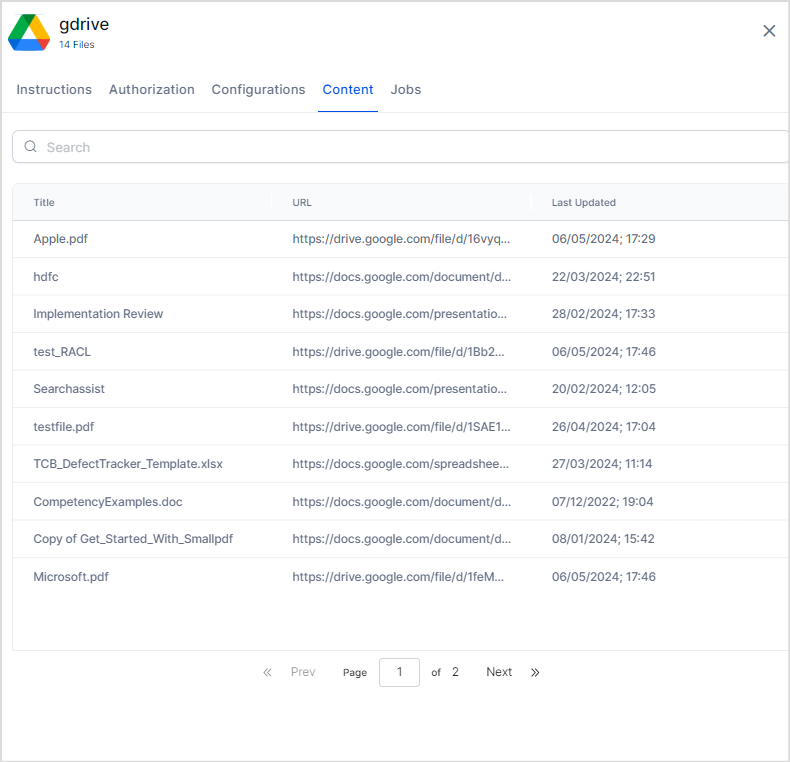 gdrive
14 Files
Instructions Authorization Configurations Content Jobs
Search
Title URL Last Updated
Apple.pdf https://drive.google.com/file/d/16vyq... 06/05/2024; 17:29
hdfc https://docs.google.com/document/d... 22/03/2024; 22:51
Implementation Review https://docs.google.com/presentatio... 28/02/2024; 17:33
test_RACL https://drive.google.com/file/d/1Bb2... 06/05/2024; 17:46
Searchassist https://docs.google.com/presentatio... 20/02/2024; 12:05
testfile.pdf https://drive.google.com/file/d/1SAE1... 26/04/2024; 17:04
TCB_DefectTracker_Template.xlsx https://docs.google.com/spreadshee... 27/03/2024; 11:14
CompetencyExamples.doc https://docs.google.com/document/d... 07/12/2022; 19:04
Copy of Get_Started_With_Smallpdf https://docs.google.com/document/d... 08/01/2024; 15:42
Microsoft.pdf https://drive.google.com/file/d/1feM... 06/05/2024; 17:46
« Prev Page 1 of 2 Next »